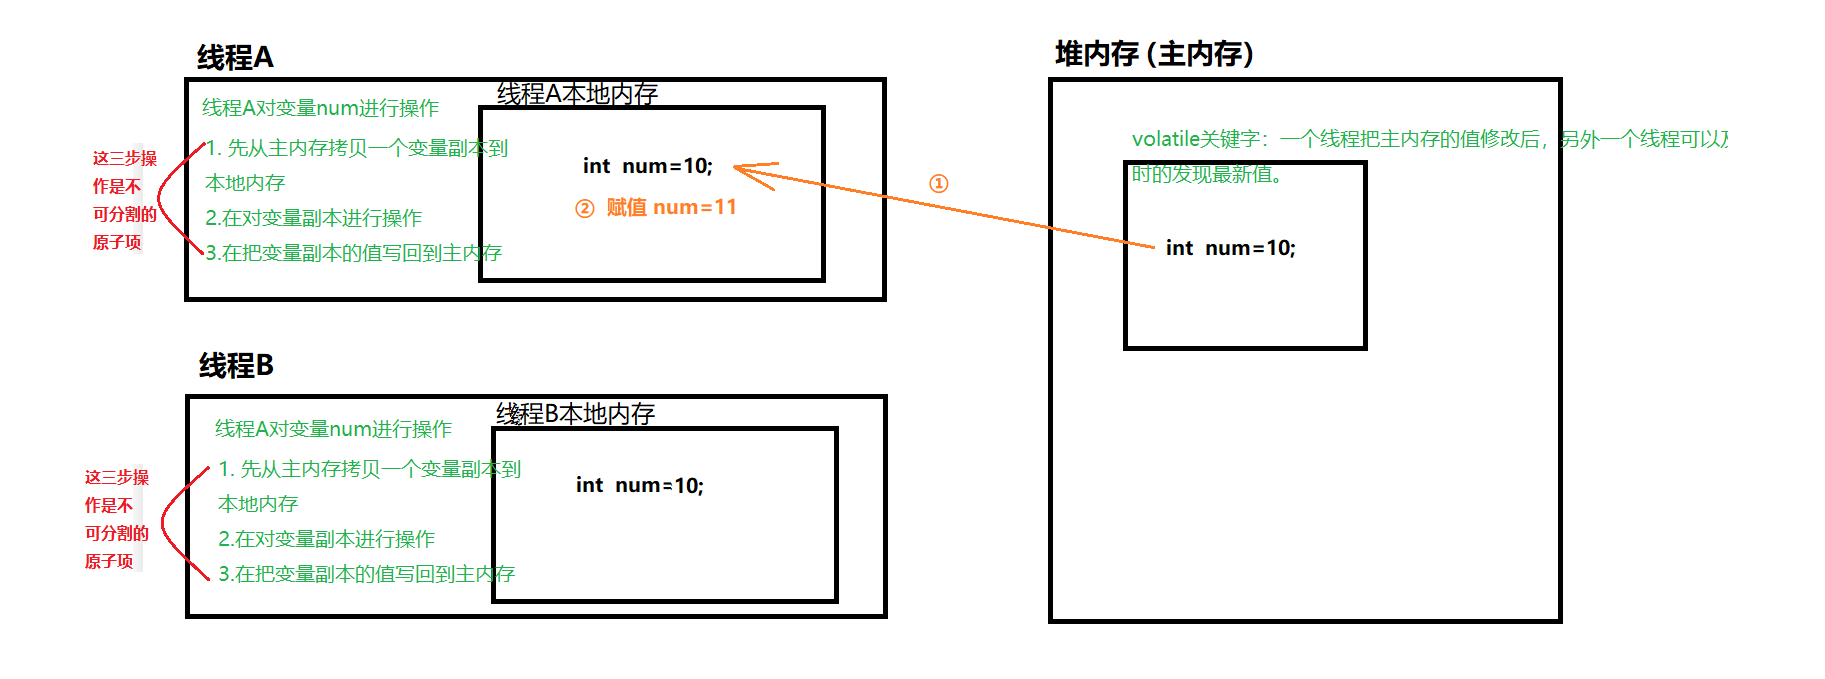 线程A
线程A本地内存
线程A对变量num进行操作
1. 先从主内存拷贝一个变量副本到
本地内存
2.在对变量副本进行操作
3.在把变量副本的值写回到主内存
这三步操
作是不
可分割的
原子项
int num=10;
② 赋值 num=11
①
堆内存 (主内存)
volatile关键字：一个线程把主内存的值修改后，另外一个线程可以及
时的发现最新值。
int num=10;
线程B
线程B本地内存
线程A对变量num进行操作
1. 先从主内存拷贝一个变量副本到
本地内存
2.在对变量副本进行操作
3.在把变量副本的值写回到主内存
这三步操
作是不
可分割的
原子项
int num=10;